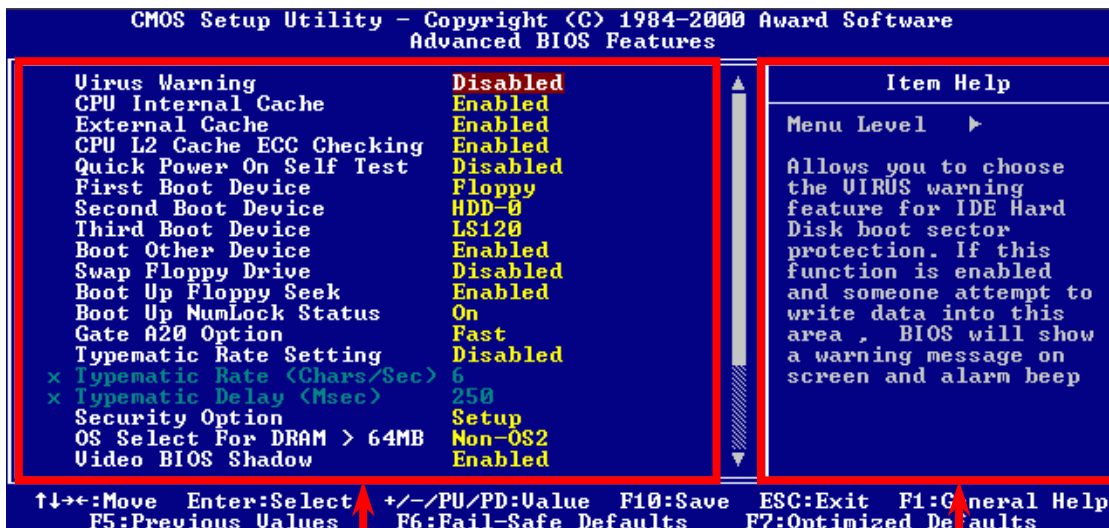 CMOS Setup Utility - Copyright (C) 1984-2000 Award Software
Advanced BIOS Features
Virus Warning Disabled
CPU Internal Cache Enabled
External Cache Enabled
CPU L2 Cache ECC Checking Enabled
Quick Power On Self Test Disabled
First Boot Device Floppy
Second Boot Device HDD-0
Third Boot Device LS120
Boot Other Device Enabled
Swap Floppy Drive Disabled
Boot Up Floppy Seek Enabled
Boot Up NumLock Status On
Gate A20 Option Fast
Typematic Rate Setting Disabled
x Typematic Rate (Chars/Sec) 6
x Typematic Delay (Msec) 250
Security Option Setup
OS Select For DRAM > 64MB Non-OS2
Video BIOS Shadow Enabled
Item Help
Menu Level ►
Allows you to choose
the VIRUS warning
feature for IDE Hard
Disk boot sector
protection. If this
function is enabled
and someone attempt to
write data into this
area , BIOS will show
a warning message on
screen and alarm beep
↑↓→←:Move Enter:Select +/-/PU/PD:Value F10:Save ESC:Exit F1:General Help
F5:Previous Values F6:Fail-Safe Defaults F7:Optimized Defaults